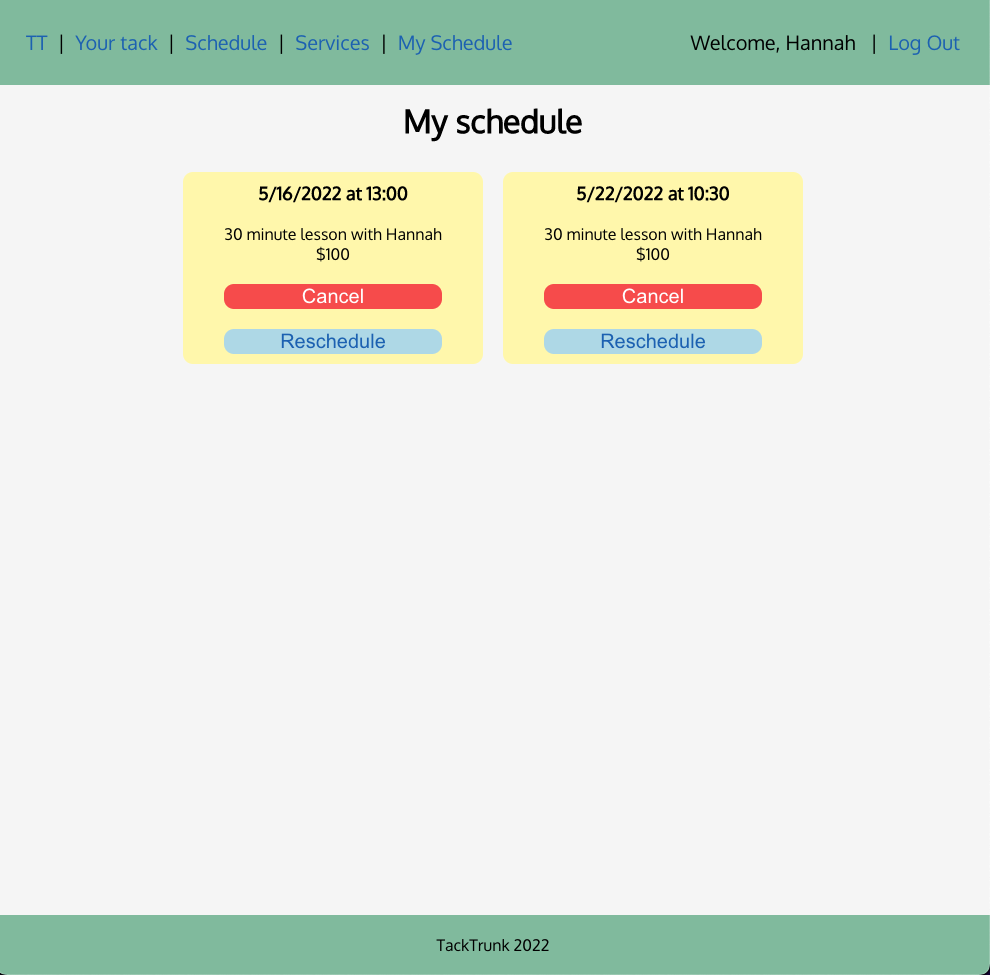 TT | Your tack | Schedule | Services | My Schedule Welcome, Hannah | Log Out
My schedule
5/16/2022 at 13:00
30 minute lesson with Hannah
$100
Cancel
Reschedule
5/22/2022 at 10:30
30 minute lesson with Hannah
$100
Cancel
Reschedule
TackTrunk 2022